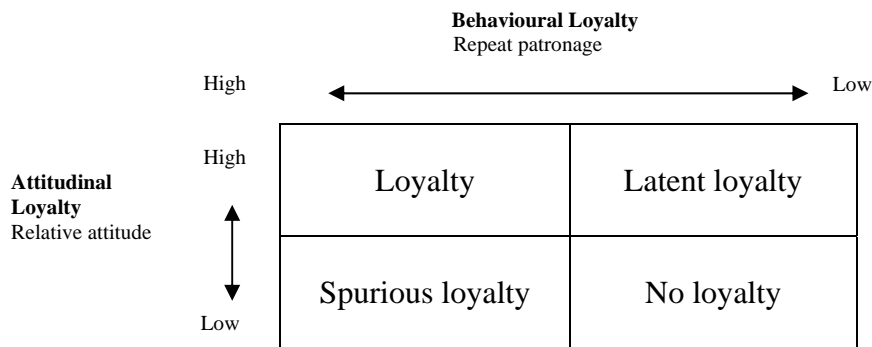 Behavioural Loyalty
Repeat patronage
High
Low
High
Loyalty
Latent loyalty
Attitudinal
Loyalty
Relative attitude
Spurious loyalty
No loyalty
Low